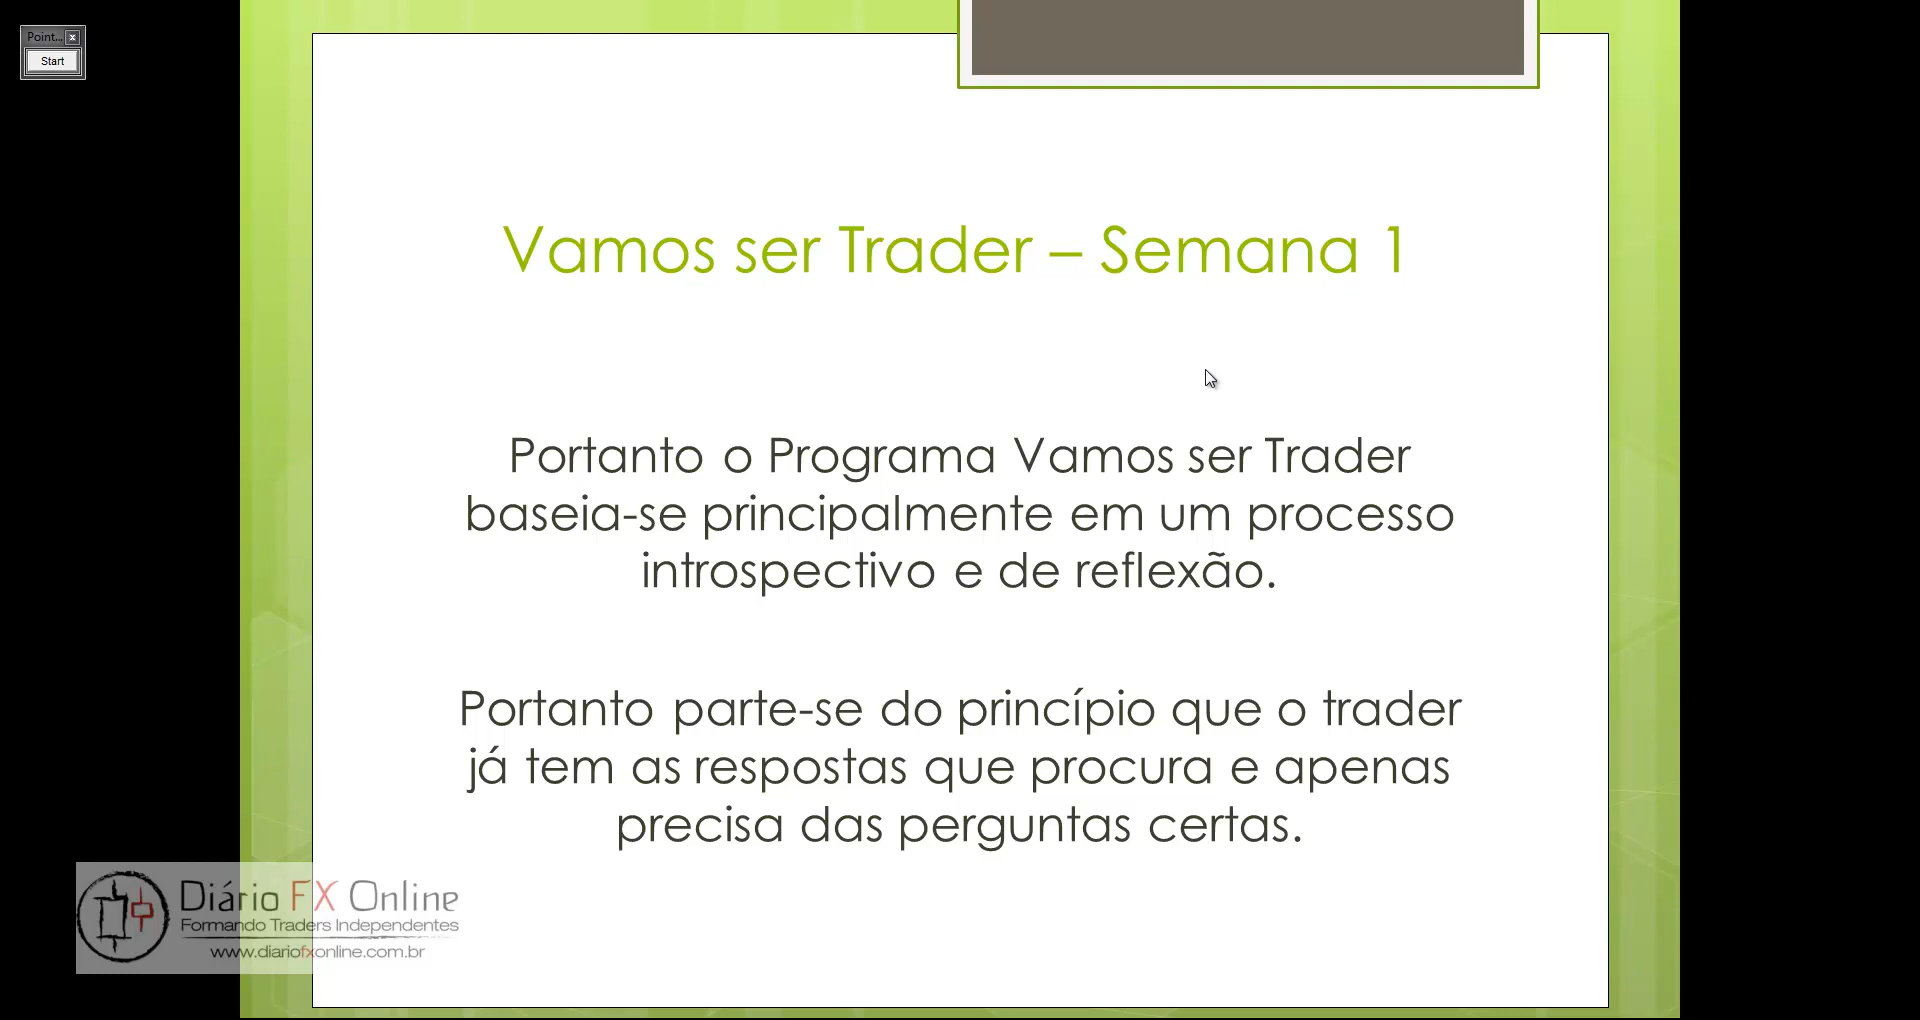 Point...
Start
Vamos ser Trader – Semana 1
Portanto o Programa Vamos ser Trader
baseia-se principalmente em um processo
introspectivo e de reflexão.
Portanto parte-se do princípio que o trader
já tem as respostas que procura e apenas
precisa das perguntas certas.
Diário FX Online
Formando Traders Independentes
www.diariofxonline.com.br